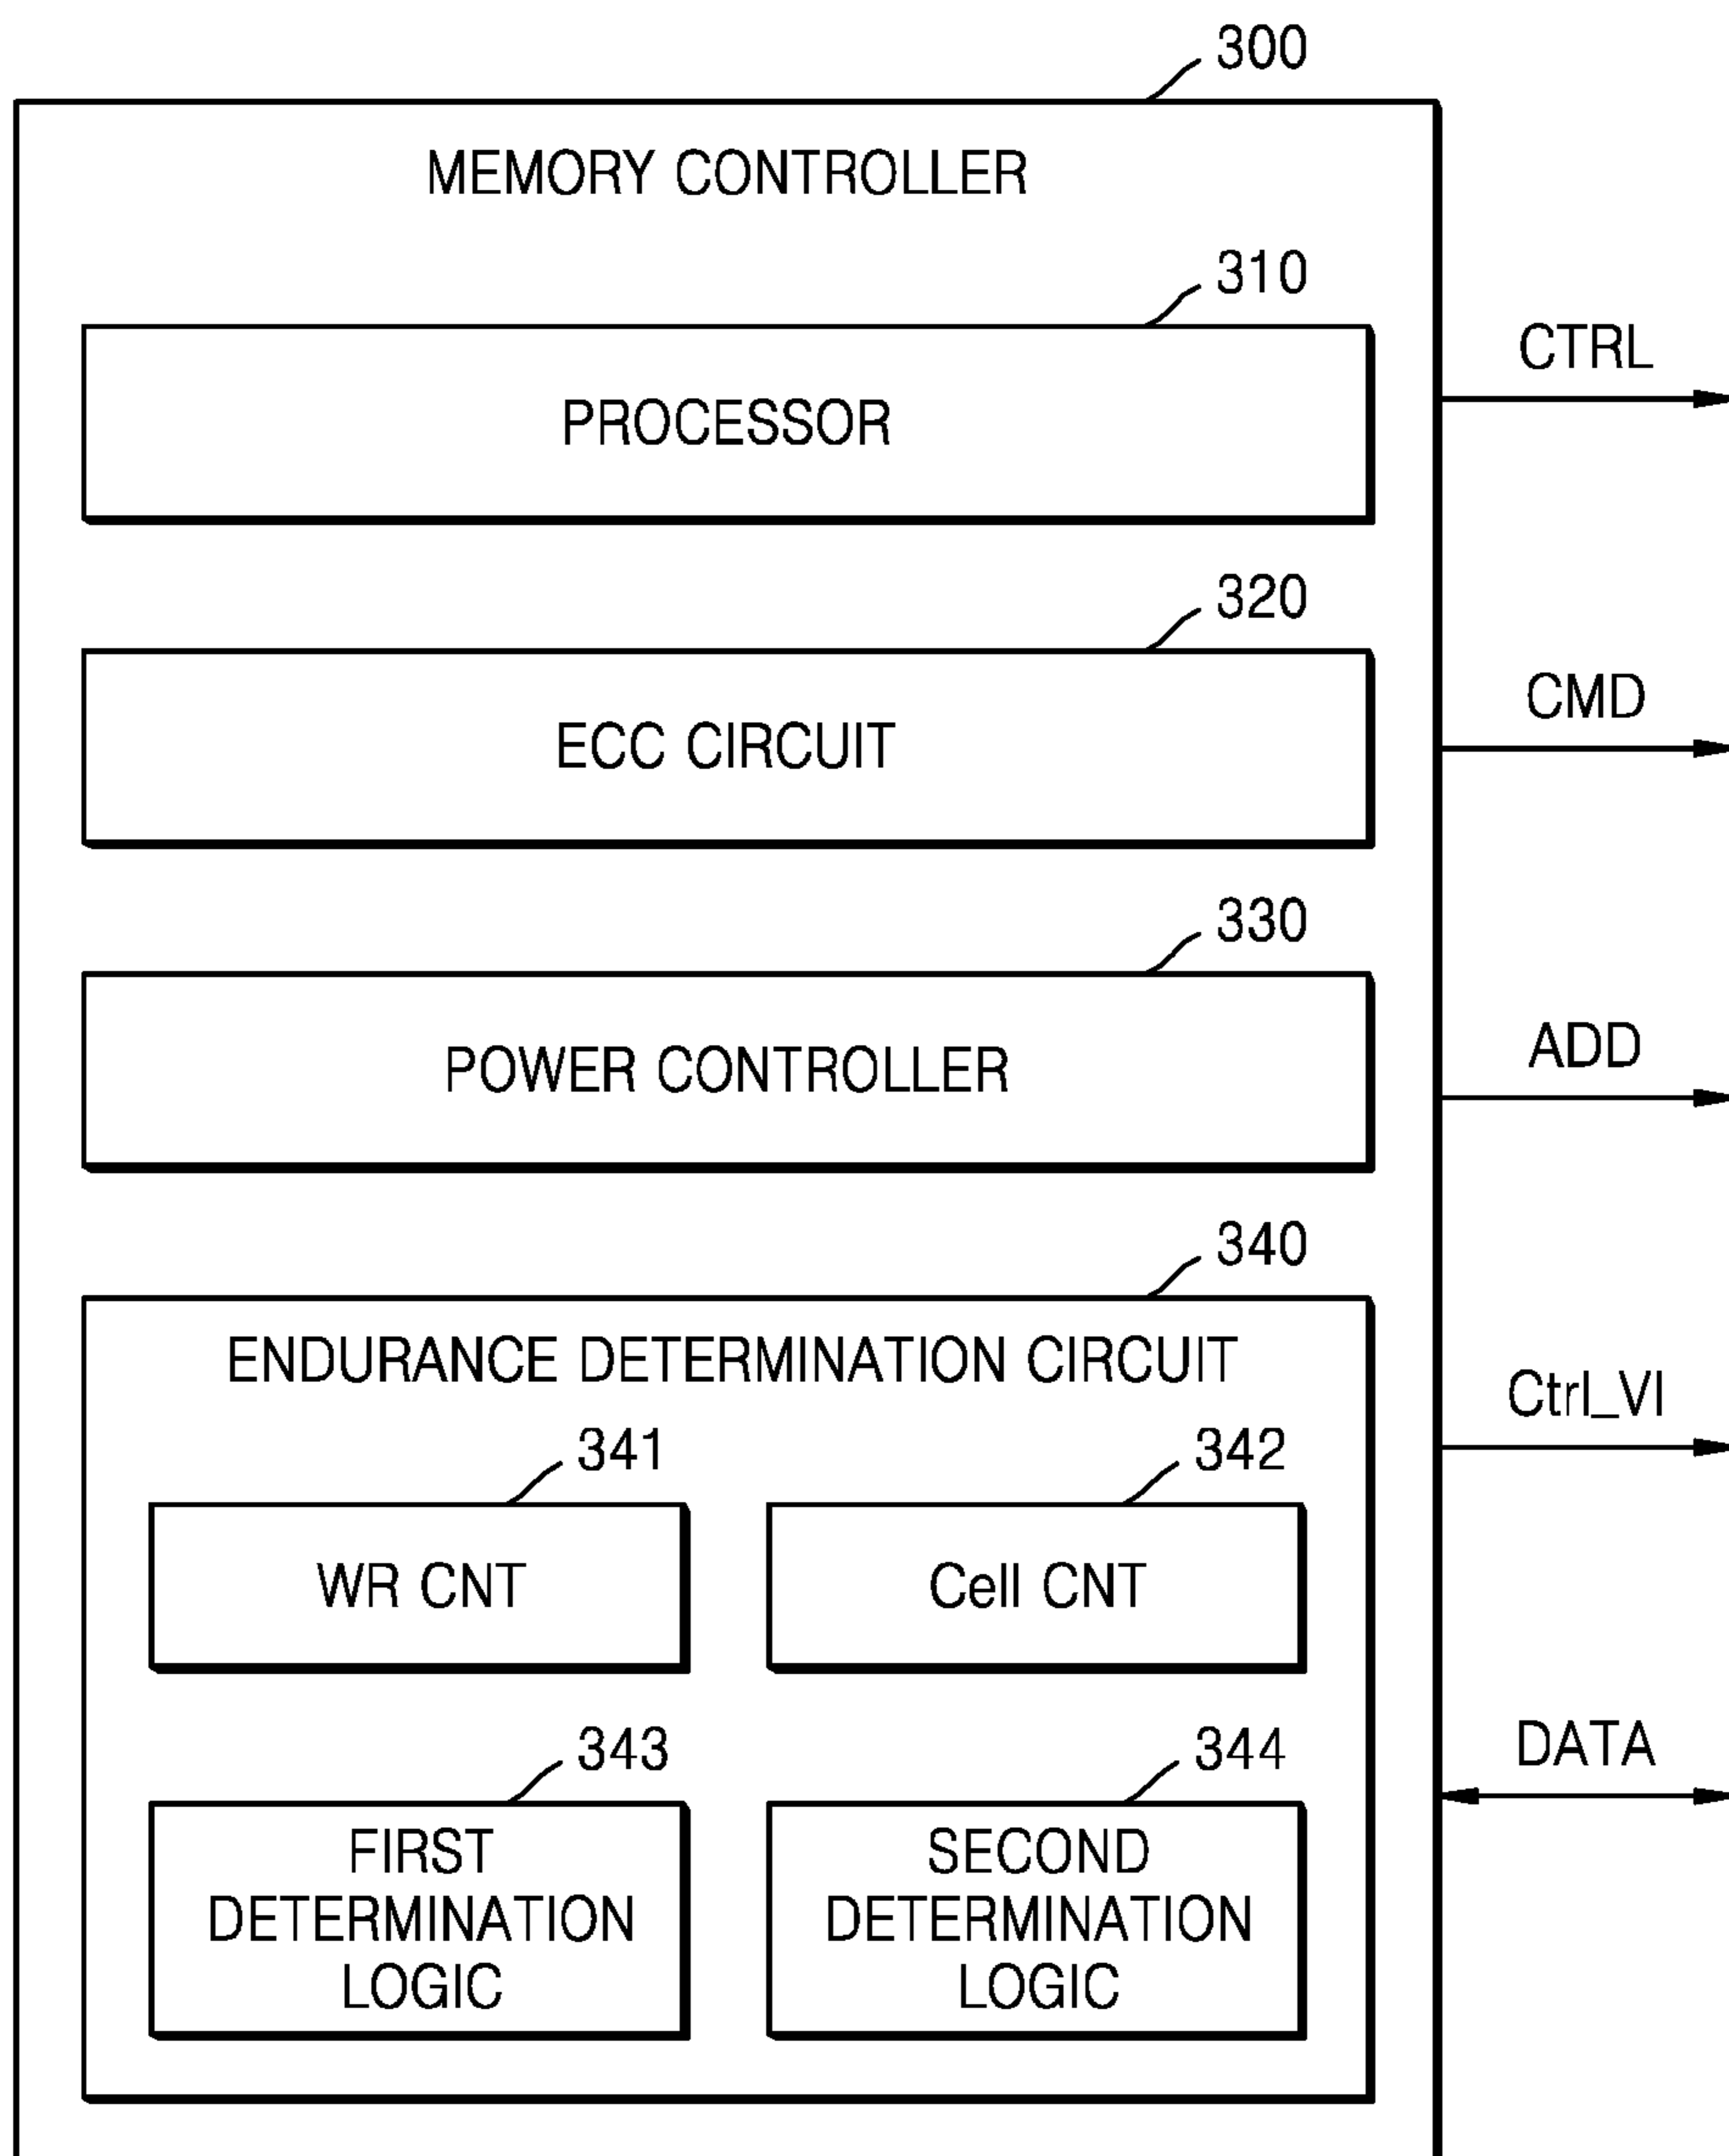 300
MEMORY CONTROLLER
310
PROCESSOR
CTRL
320
ECC CIRCUIT
CMD
330
POWER CONTROLLER
ADD
340
ENDURANCE DETERMINATION CIRCUIT
Ctrl_VI
341
342
WR CNT
Cell CNT
343
344
DATA
FIRST
DETERMINATION
LOGIC
SECOND
DETERMINATION
LOGIC